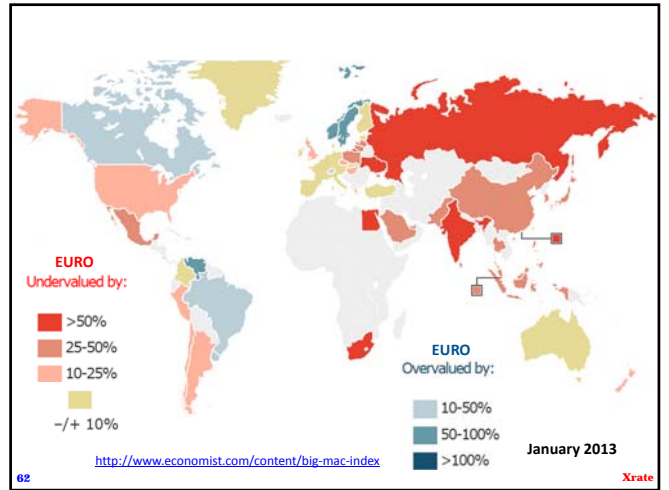 EURO
Undervalued by:
>50%
25-50%
10-25%
−/+ 10%
EURO
Overvalued by:
10-50%
50-100%
>100%
http://www.economist.com/content/big-mac-index
January 2013
62
Xrate